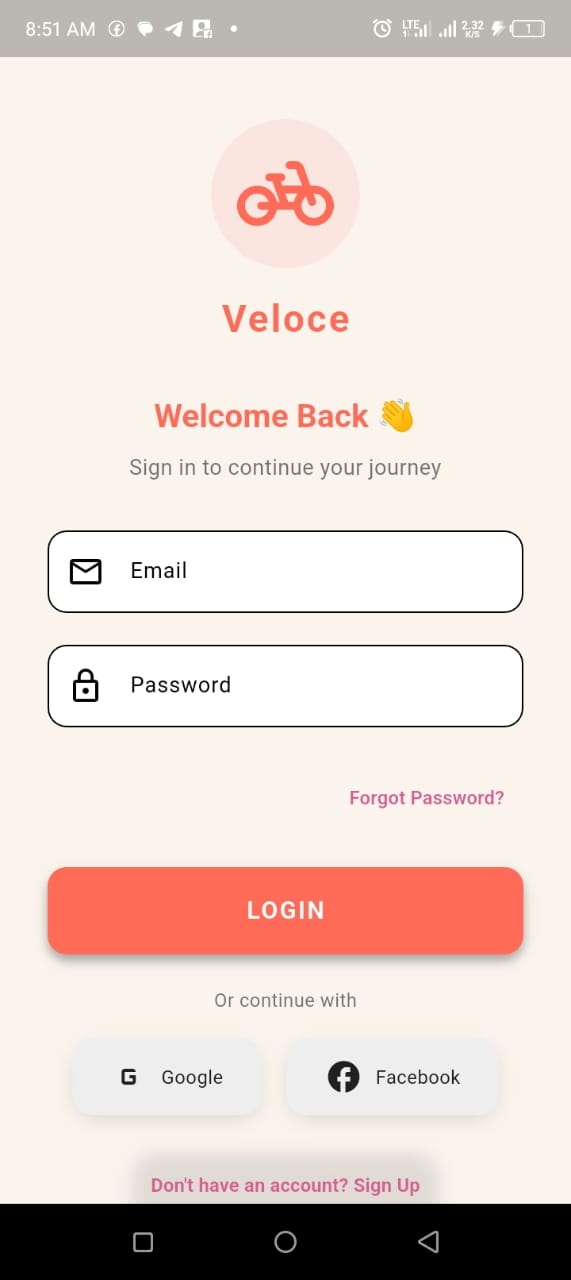 8:51 AM
LTE
2.32
K/S
1
Veloce
Welcome Back 👋
Sign in to continue your journey
Email
Password
Forgot Password?
LOGIN
Or continue with
G Google
Facebook
Don't have an account? Sign Up